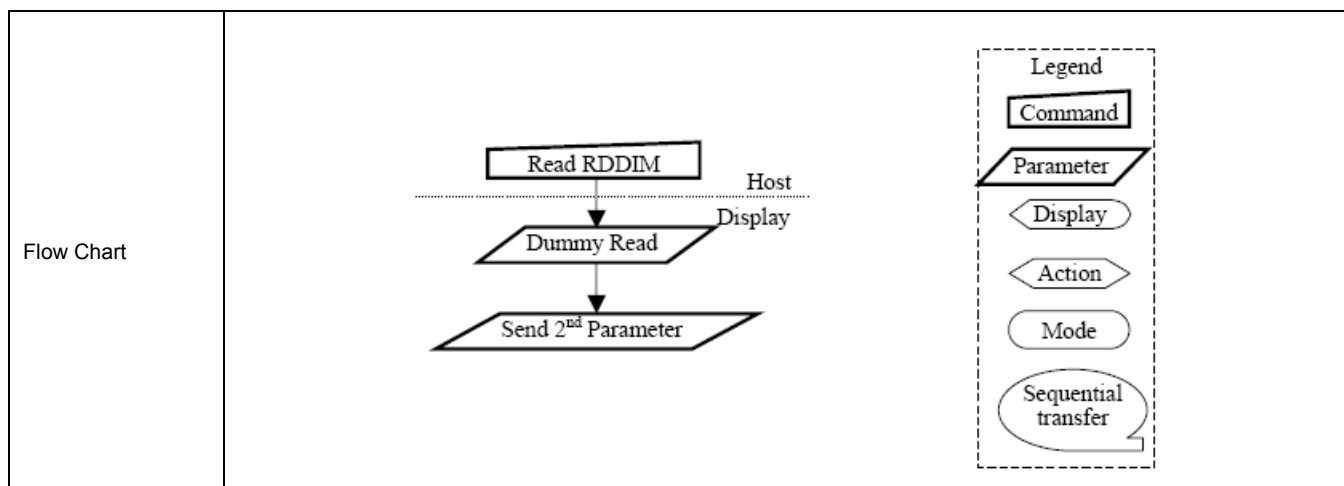 Flow Chart
Read RDDIM
Host
Display
Dummy Read
Send 2nd Parameter
Legend
Command
Parameter
Display
Action
Mode
Sequential
transfer